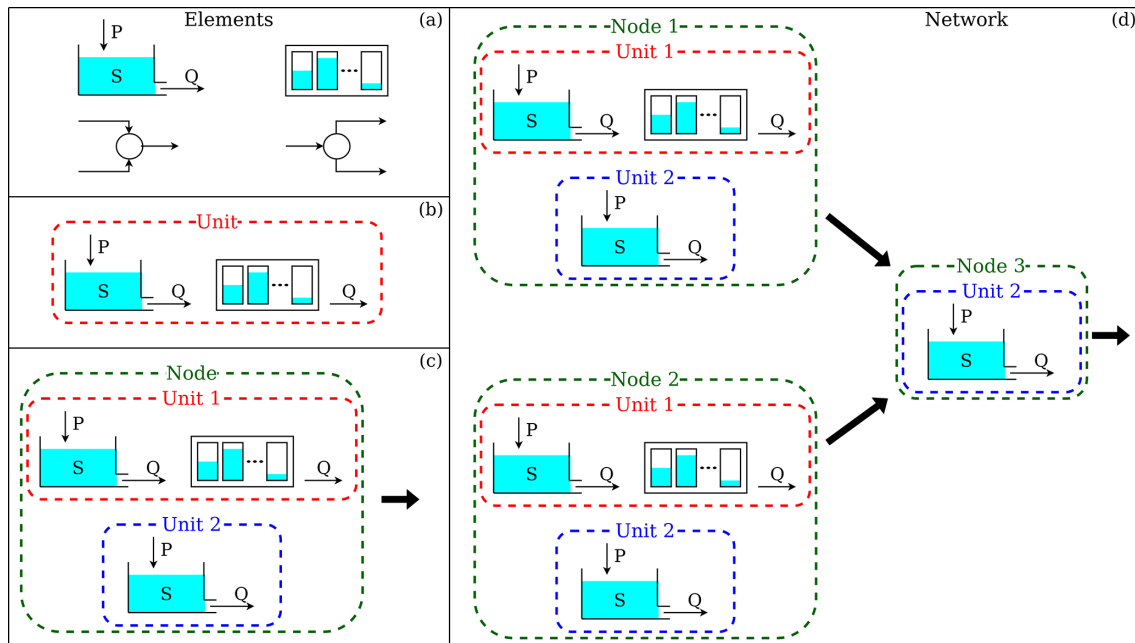 Elements
(a)
P
S
Q
(b)
Unit
P
S
Q
Q
(c)
Node
Unit 1
P
S
Q
Q
Unit 2
P
S
Q
Network
(d)
Node 1
Unit 1
P
S
Q
Q
Unit 2
P
S
Q
Node 3
Unit 2
P
S
Q
Node 2
Unit 1
P
S
Q
Q
Unit 2
P
S
Q